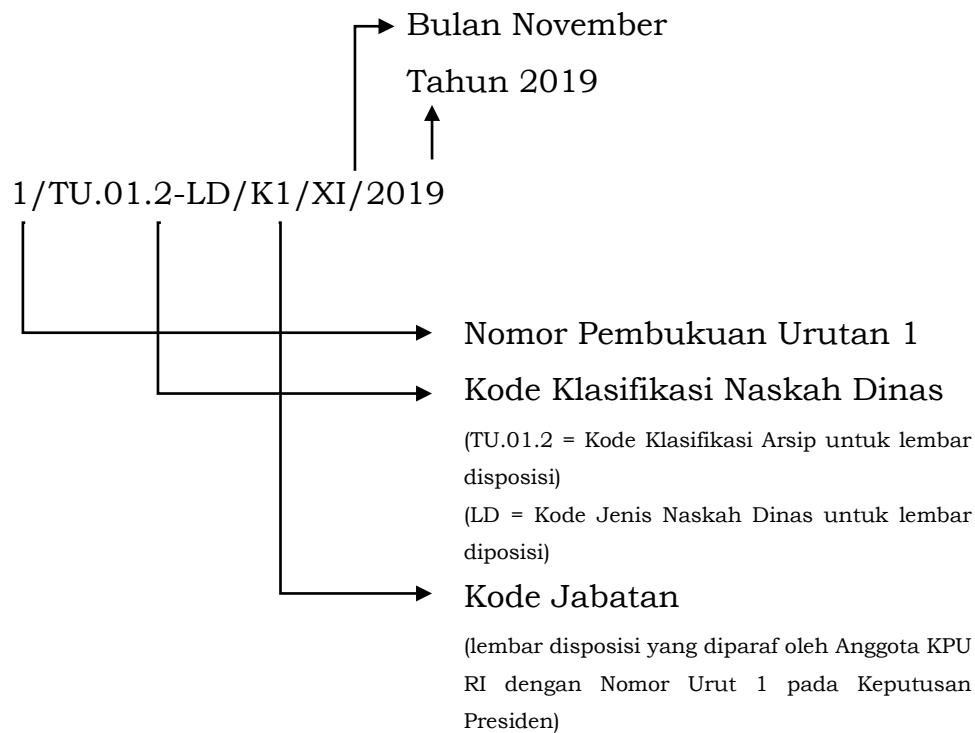 Bulan November
Tahun 2019
1/TU.01.2-LD/K1/XI/2019
Nomor Pembukuan Urutan 1
Kode Klasifikasi Naskah Dinas
(TU.01.2 = Kode Klasifikasi Arsip untuk lembar
disposisi)
(LD = Kode Jenis Naskah Dinas untuk lembar
diposisi)
Kode Jabatan
(lembar disposisi yang diparaf oleh Anggota KPU
RI dengan Nomor Urut 1 pada Keputusan
Presiden)